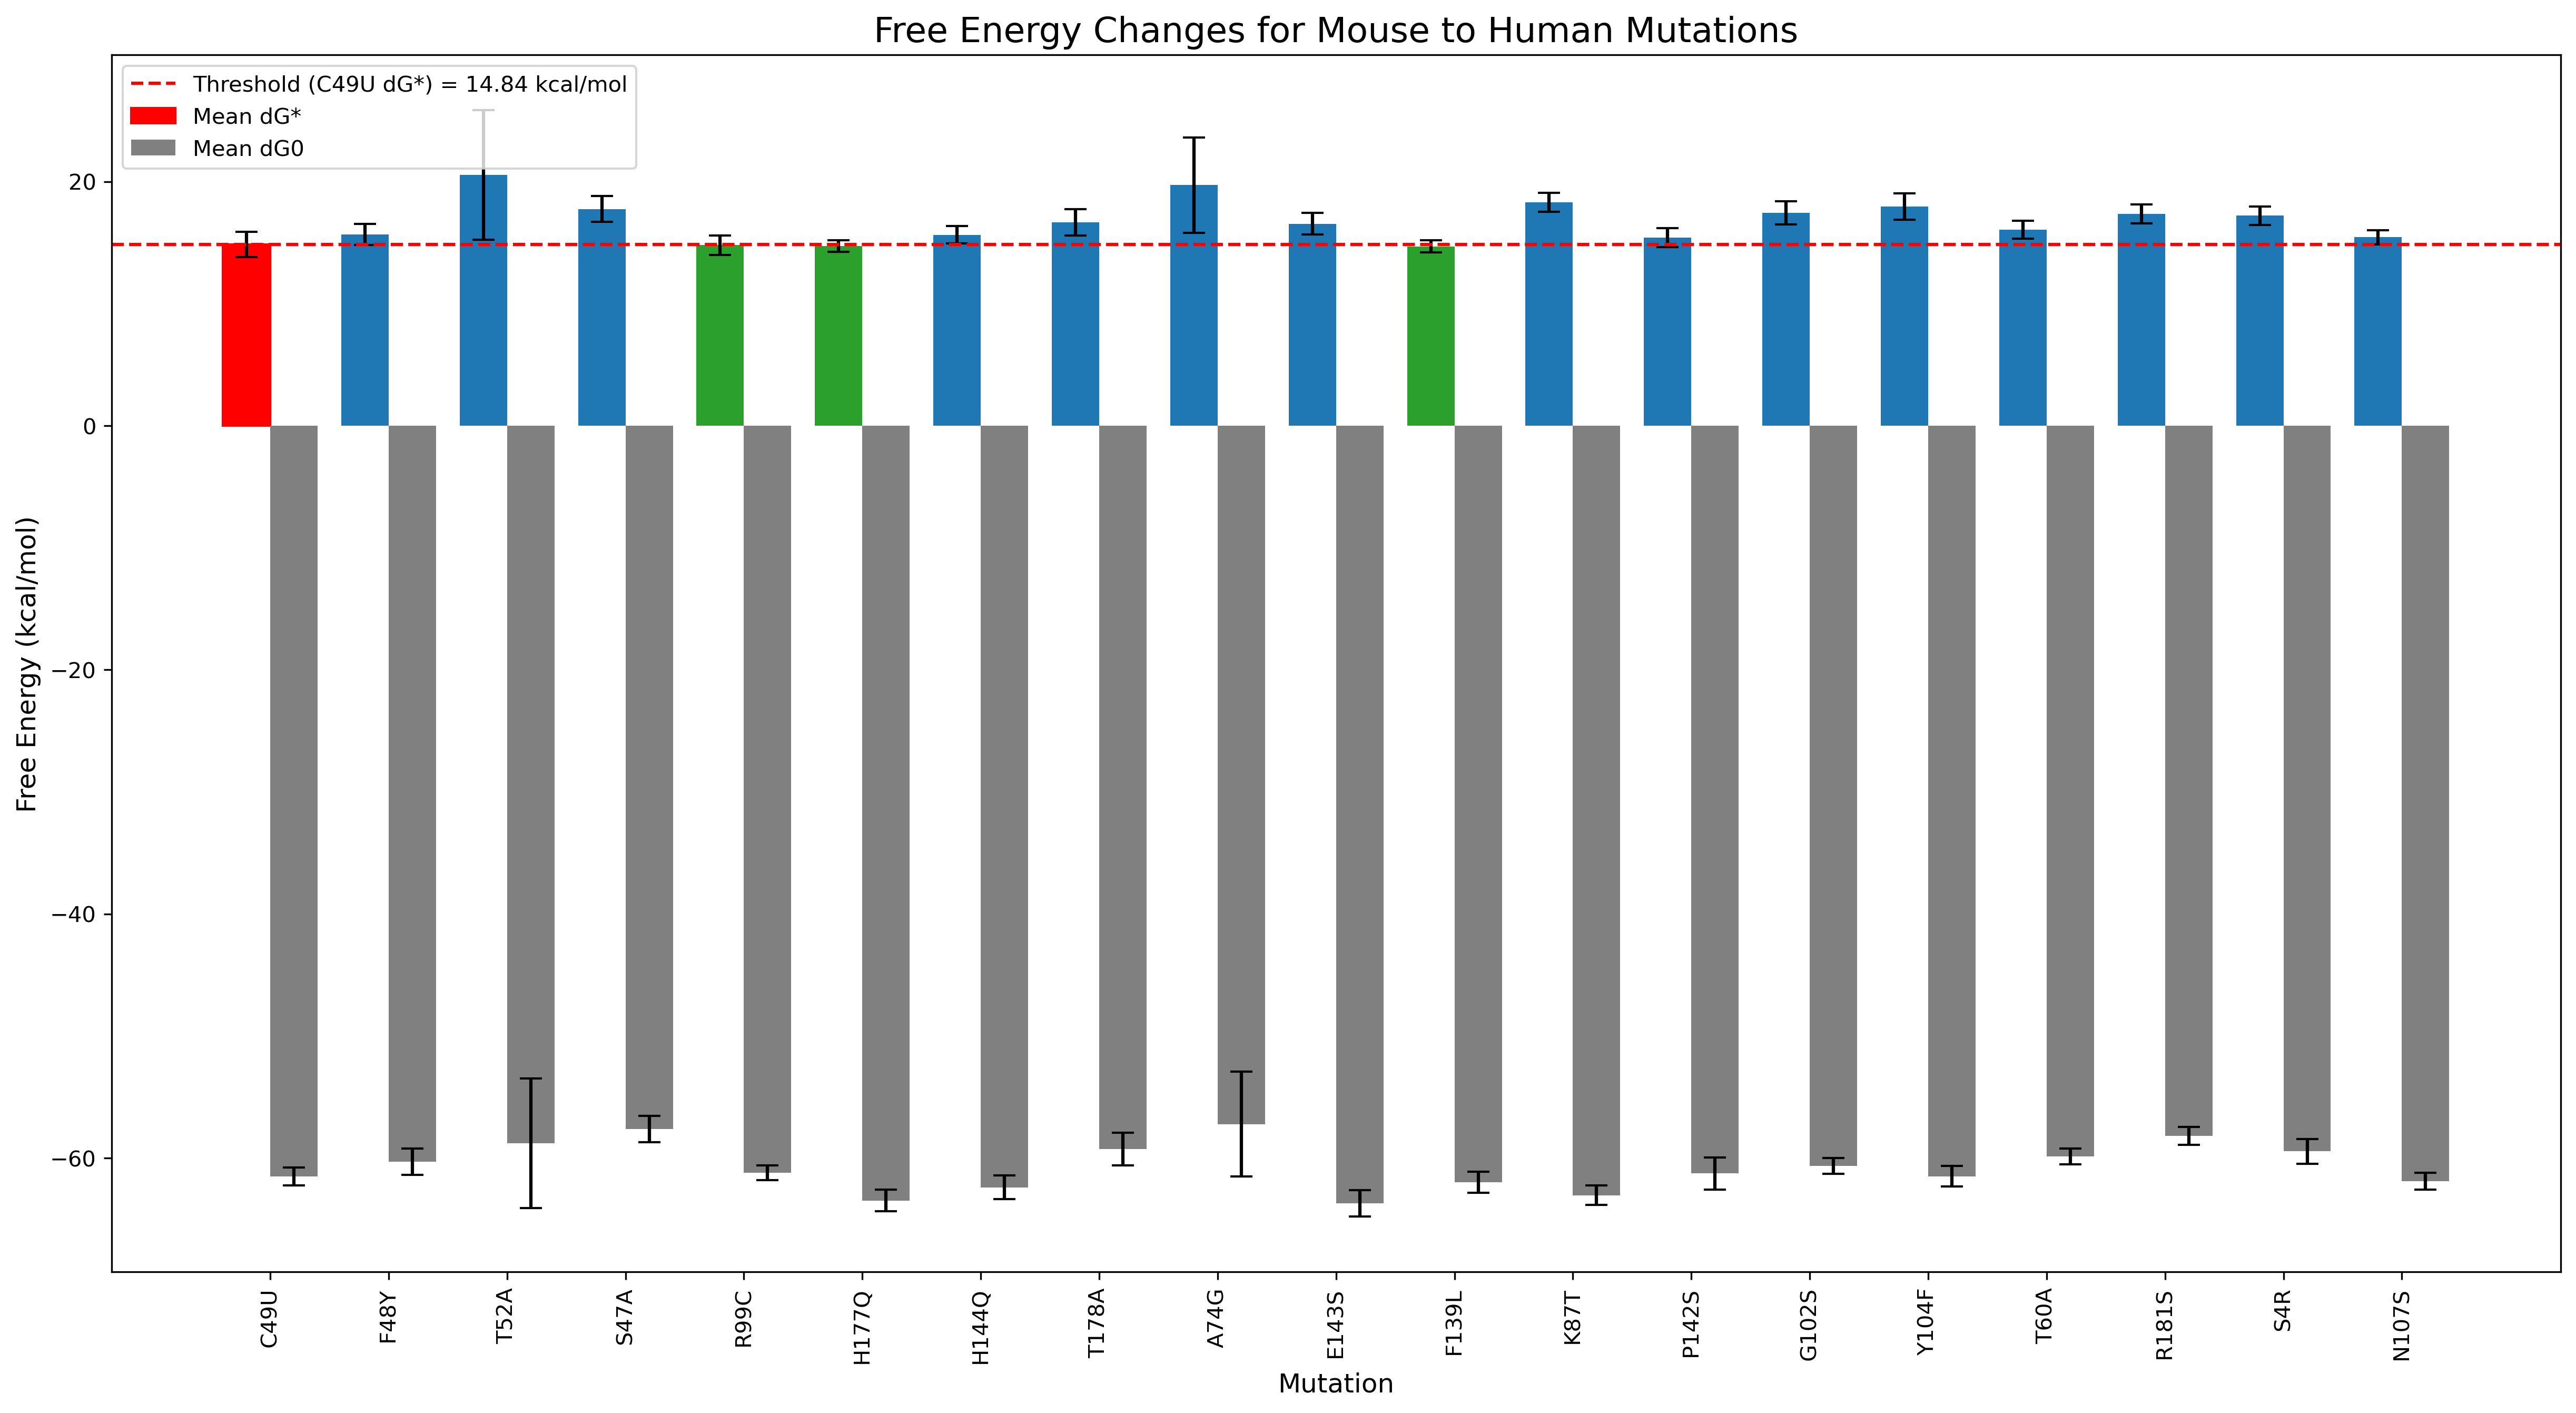 Free Energy Changes for Mouse to Human Mutations
Threshold (C49U dG*) = 14.84 kcal/mol
Mean dG*
Mean dG0
Free Energy (kcal/mol)
20
0
−20
−40
−60
C49U
F48Y
T52A
S47A
R99C
H177Q
H144Q
T178A
A74G
E143S
F139L
K87T
P142S
G102S
Y104F
T60A
R181S
S4R
N107S
Mutation